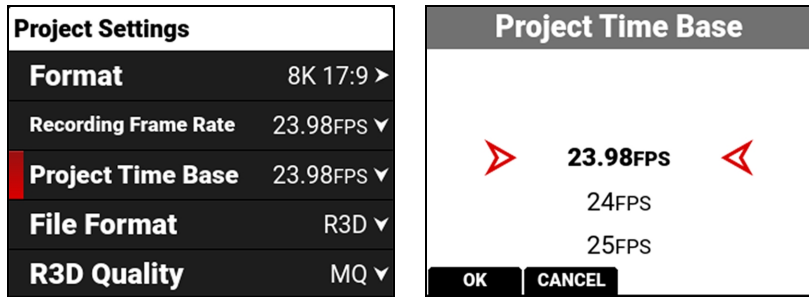 Project Settings
Format 8K 17:9
Recording Frame Rate 23.98FPS
Project Time Base 23.98FPS
File Format R3D
R3D Quality MQ
Project Time Base
23.98FPS
24FPS
25FPS
OK CANCEL